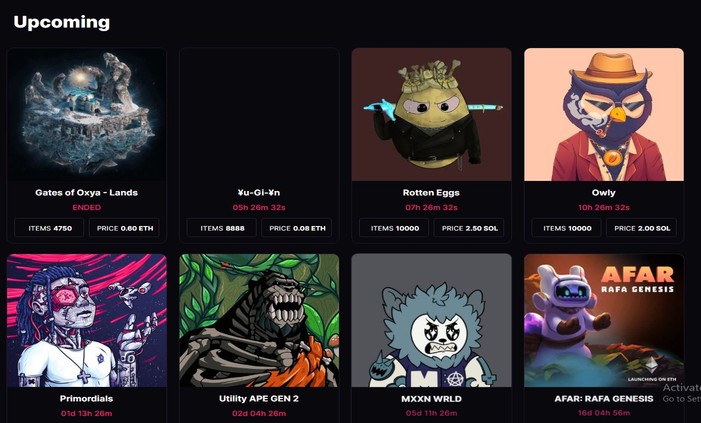 Upcoming
Gates of Oxya - Lands
ENDED
ITEMS 4750
PRICE 0.60 ETH
¥u-Gi-¥n
05h 26m 32s
ITEMS 8888
PRICE 0.08 ETH
Rotten Eggs
07h 26m 32s
ITEMS 10000
PRICE 2.50 SOL
Owly
10h 26m 32s
ITEMS 10000
PRICE 2.00 SOL
Primordials
01d 13h 26m
Utility APE GEN 2
02d 04h 26m
M
MXXN WRLD
05d 11h 26m
AFAR
RAFA GENESIS
LAUNCHING ON ETH
AFAR: RAFA GENESIS
16d 04h 56m
Activate
Go to Sett